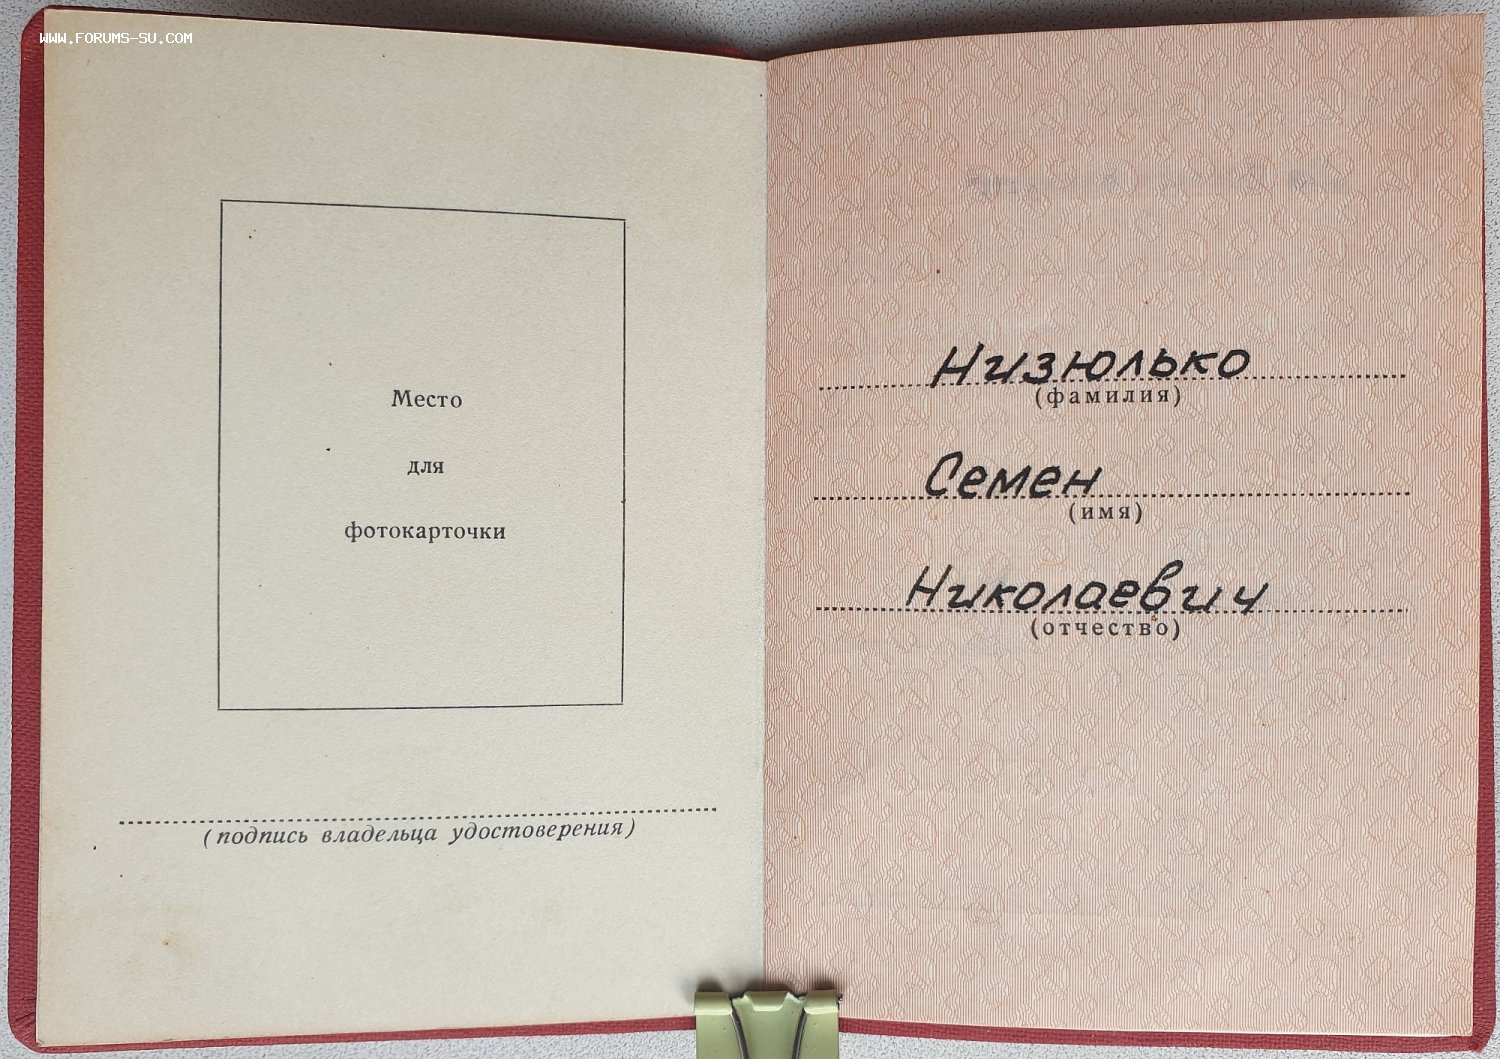 WWW.FORUMS-SU.COM
Место
для
фотокарточки
(подпись владельца удостоверения)
Низюлько
(фамилия)
Семен
(имя)
Николаевич
(отчество)